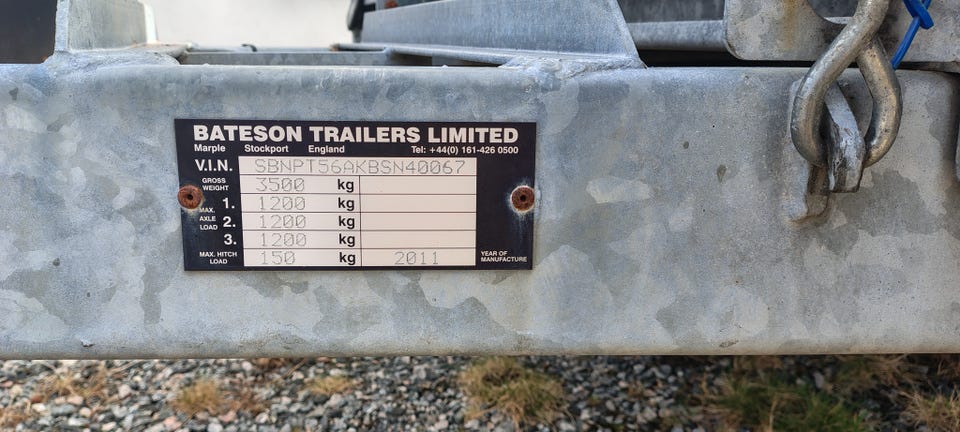 BATESON TRAILERS LIMITED
Marple Stockport England Tel: +44(0) 161-426 0500
V.I.N. SBNPT56AKBSN40067
GROSS WEIGHT 3500 kg
MAX. AXLE LOAD
1. 1200 kg
2. 1200 kg
3. 1200 kg
MAX. HITCH LOAD 150 kg 2011 YEAR OF MANUFACTURE